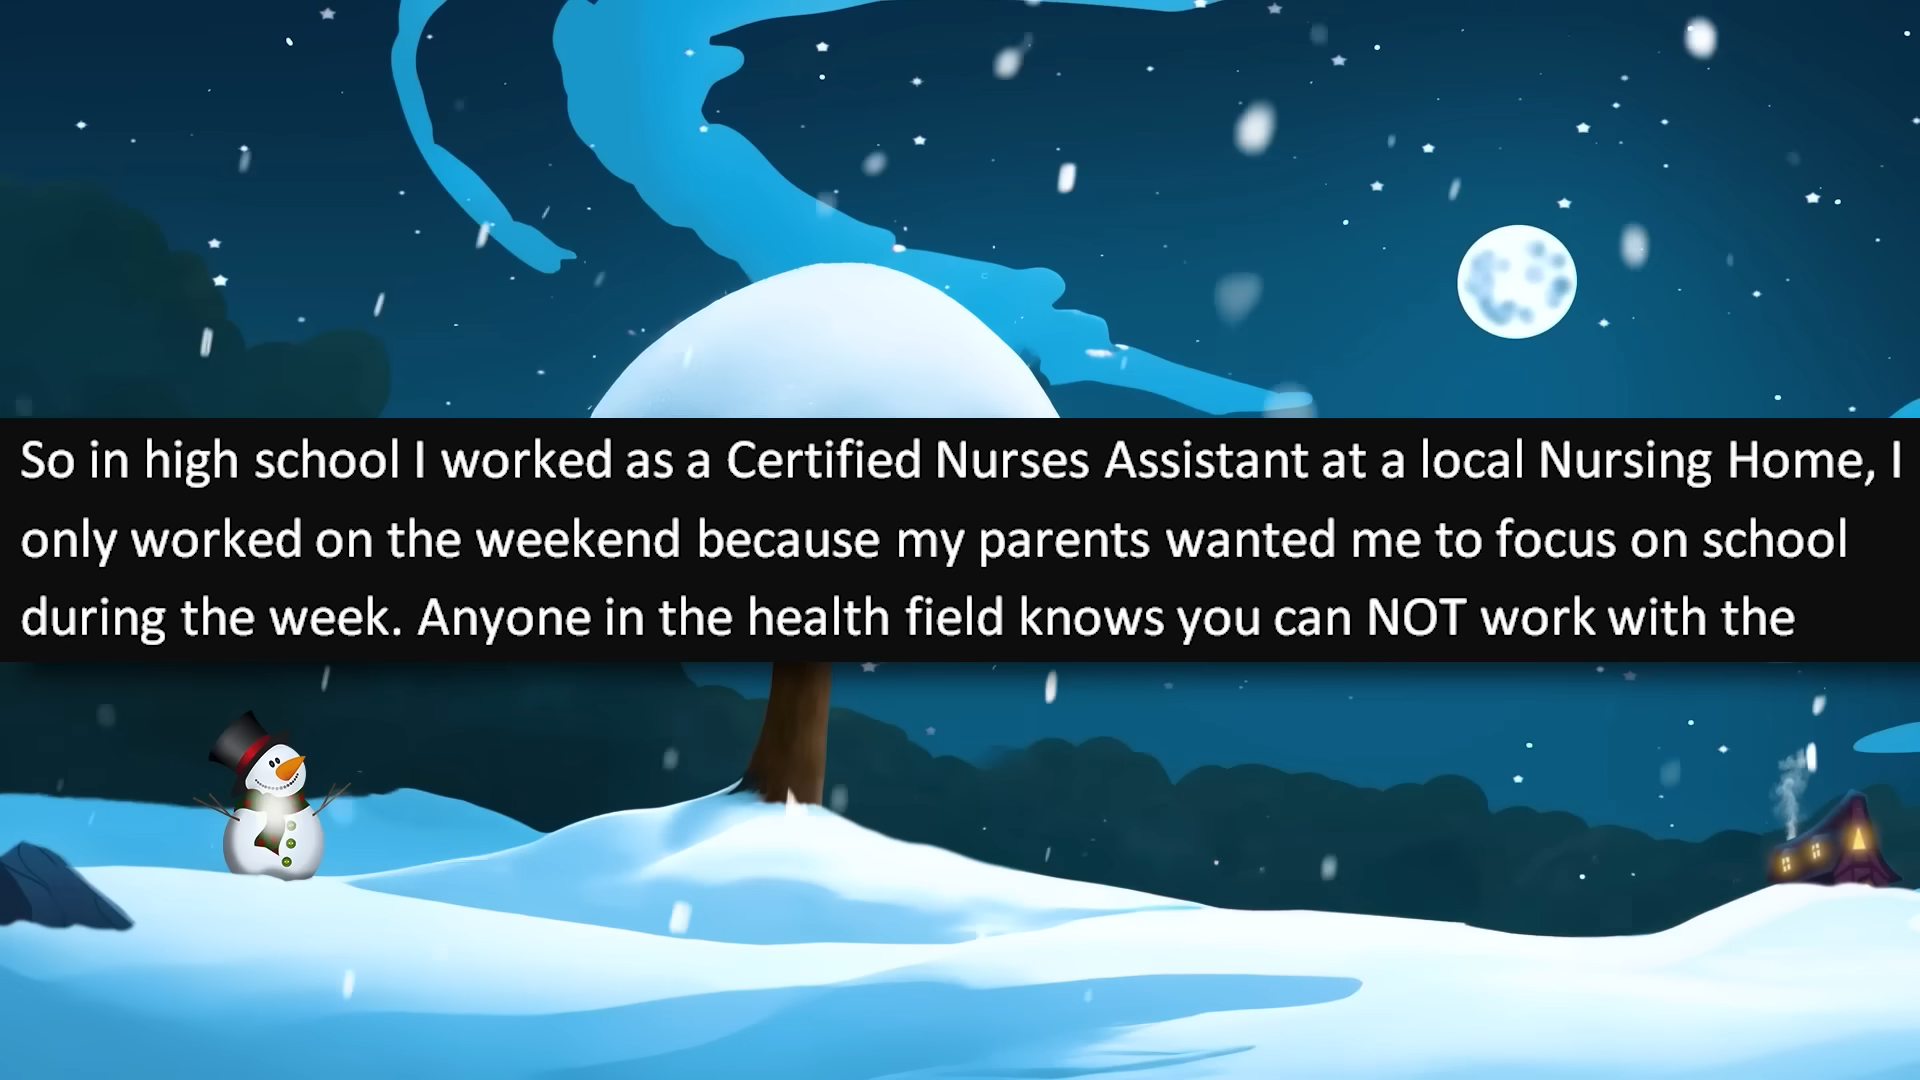 So in high school I worked as a Certified Nurses Assistant at a local Nursing Home, I
only worked on the weekend because my parents wanted me to focus on school
during the week. Anyone in the health field knows you can NOT work with the